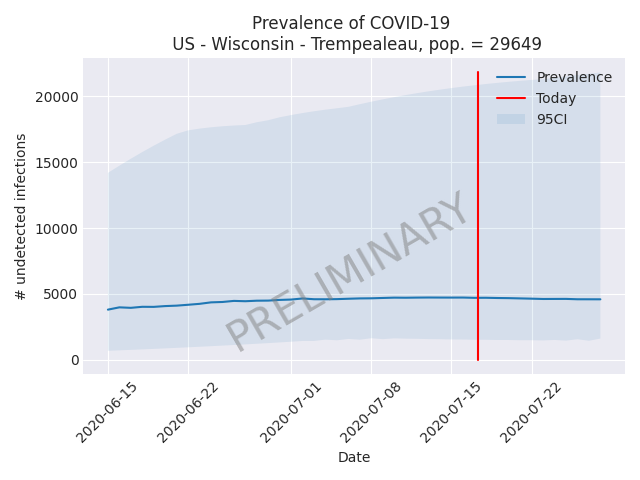 Prevalence of COVID-19
US - Wisconsin - Trempealeau, pop. = 29649
# undetected infections
20000
15000
10000
5000
0
Prevalence
Today
95CI
PRELIMINARY
2020-06-15
2020-06-22
2020-07-01
2020-07-08
2020-07-15
2020-07-22
Date